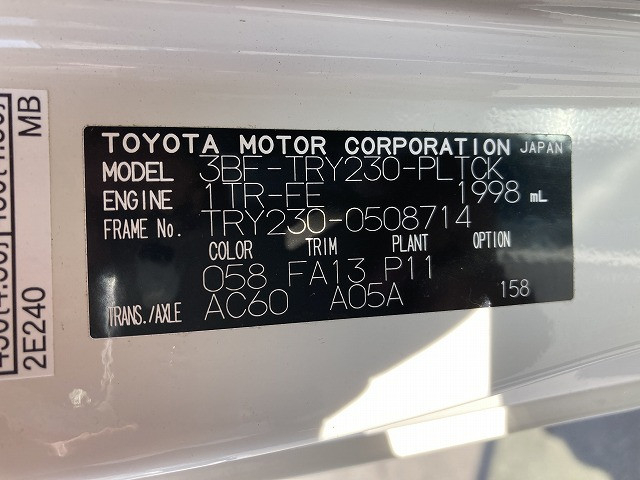 TOYOTA MOTOR CORPORATION JAPAN
MODEL 3BF-TRY230-PLTCK
ENGINE 1TR-FE 1998 mL
FRAME No. TRY230-0508714
COLOR TRIM PLANT OPTION
058 FA13 P11
TRANS./AXLE AC60 A05A 158
MB
2E240